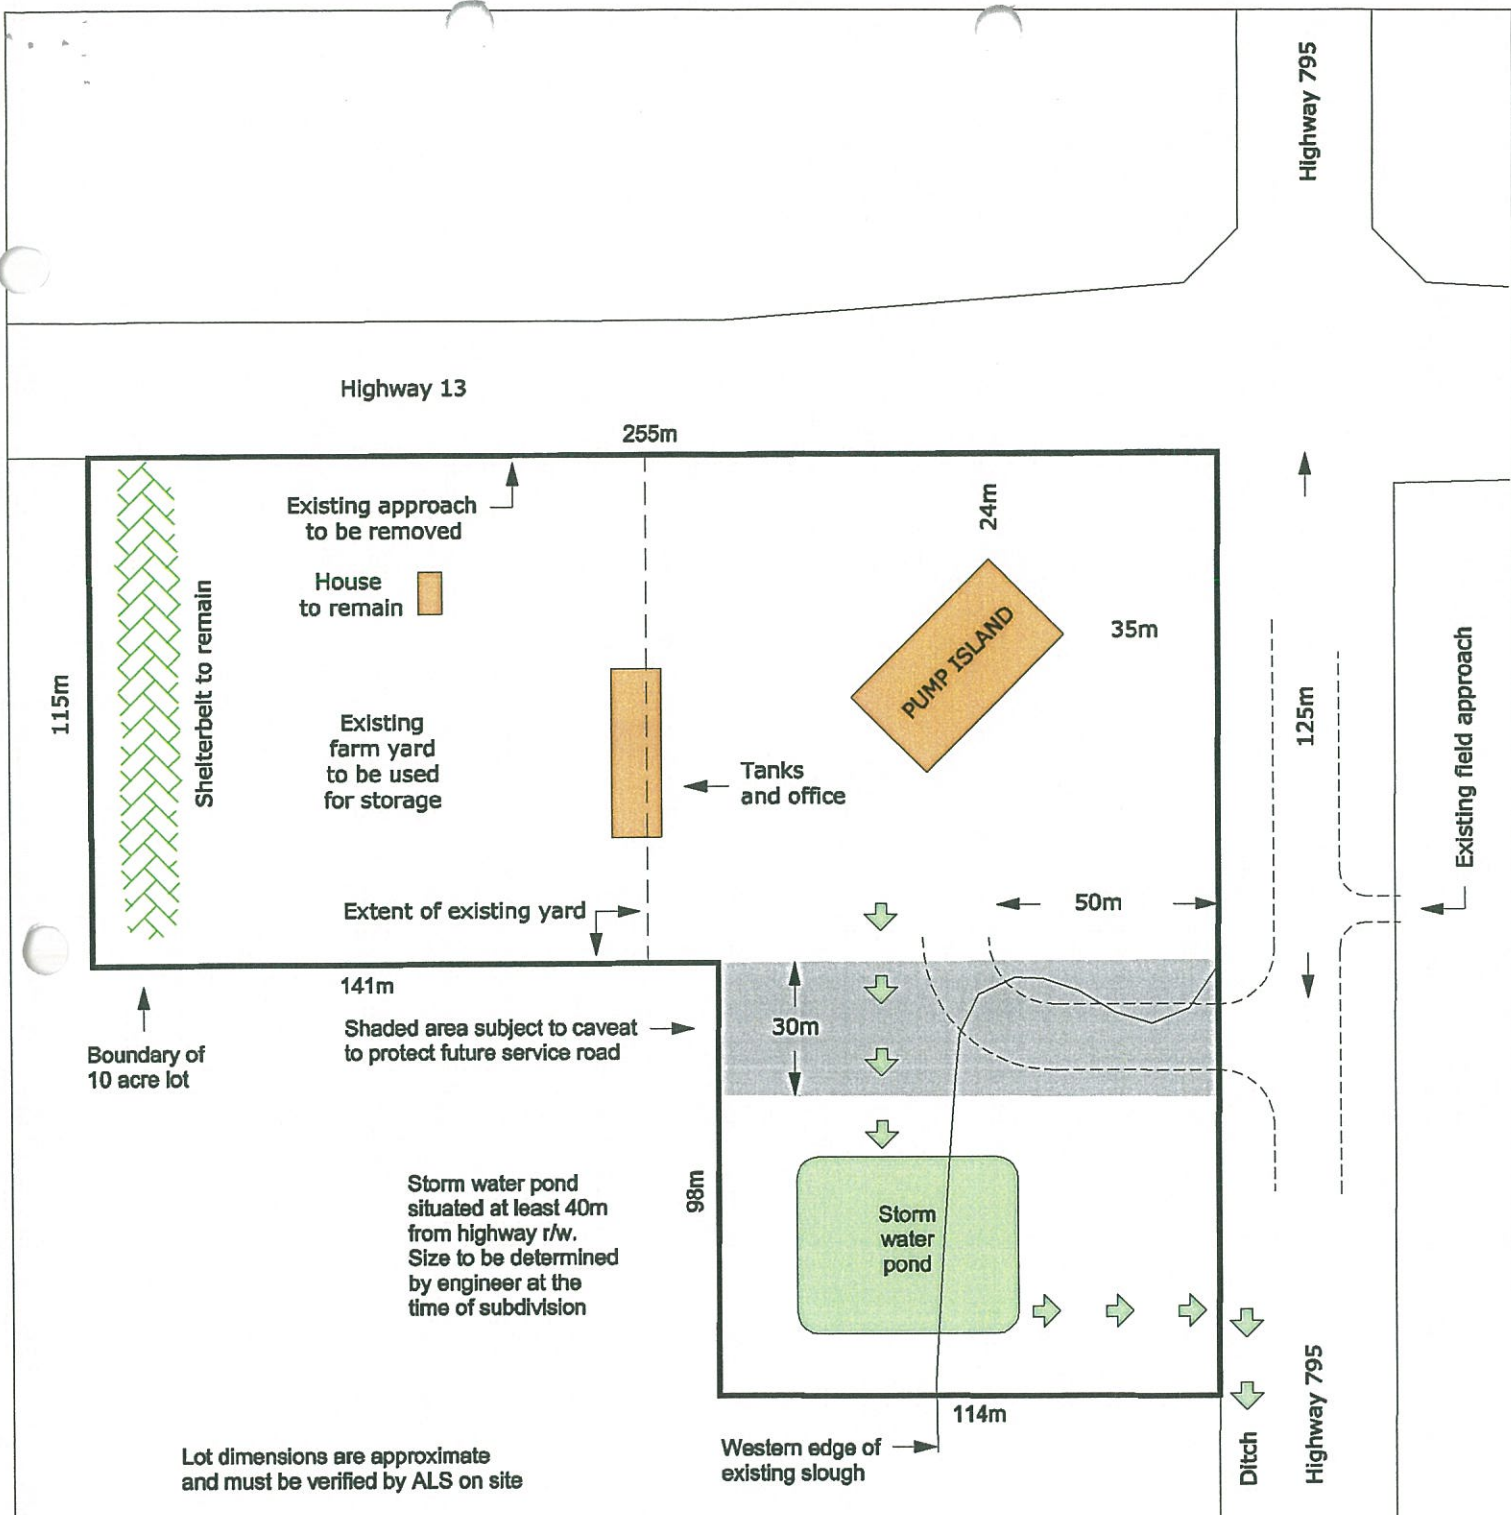 Highway 795
Highway 13
255m
Existing approach
to be removed
24m
House
to remain
35m
PUMP ISLAND
Shelterbelt to remain
115m
Existing
farm yard
to be used
for storage
Tanks
and office
125m
Existing field approach
Extent of existing yard
50m
141m
Shaded area subject to caveat
to protect future service road
30m
Boundary of
10 acre lot
98m
Storm water pond
situated at least 40m
from highway r/w.
Size to be determined
by engineer at the
time of subdivision
Storm
water
pond
114m
Western edge of
existing slough
Ditch
Highway 795
Lot dimensions are approximate
and must be verified by ALS on site